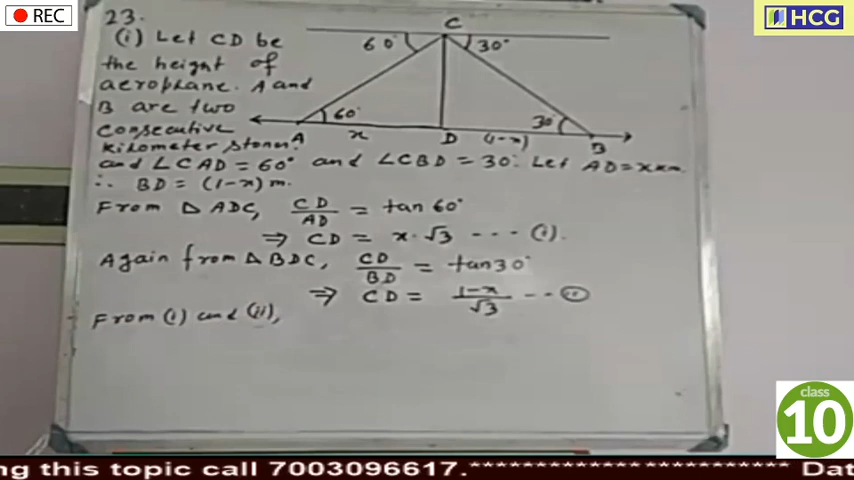 REC
HCG
23.
(i) Let CD be
the height of
aeroplane. A and
B are two
consecutive
kilometer stones.
C
60°
30°
60°
30°
A
x
D
(1-x)
B
and ∠CAD = 60° and ∠CBD = 30°. Let AD = x km.
∴ BD = (1-x) m.
From △ ADC, CD/AD = tan 60°
⇒ CD = x·√3 --- (i).
Again from △ BDC, CD/BD = tan 30°
⇒ CD = 1-x/√3 -- (ii)
From (i) and (ii),
class
10
ng this topic call 7003096617.************************ Dat